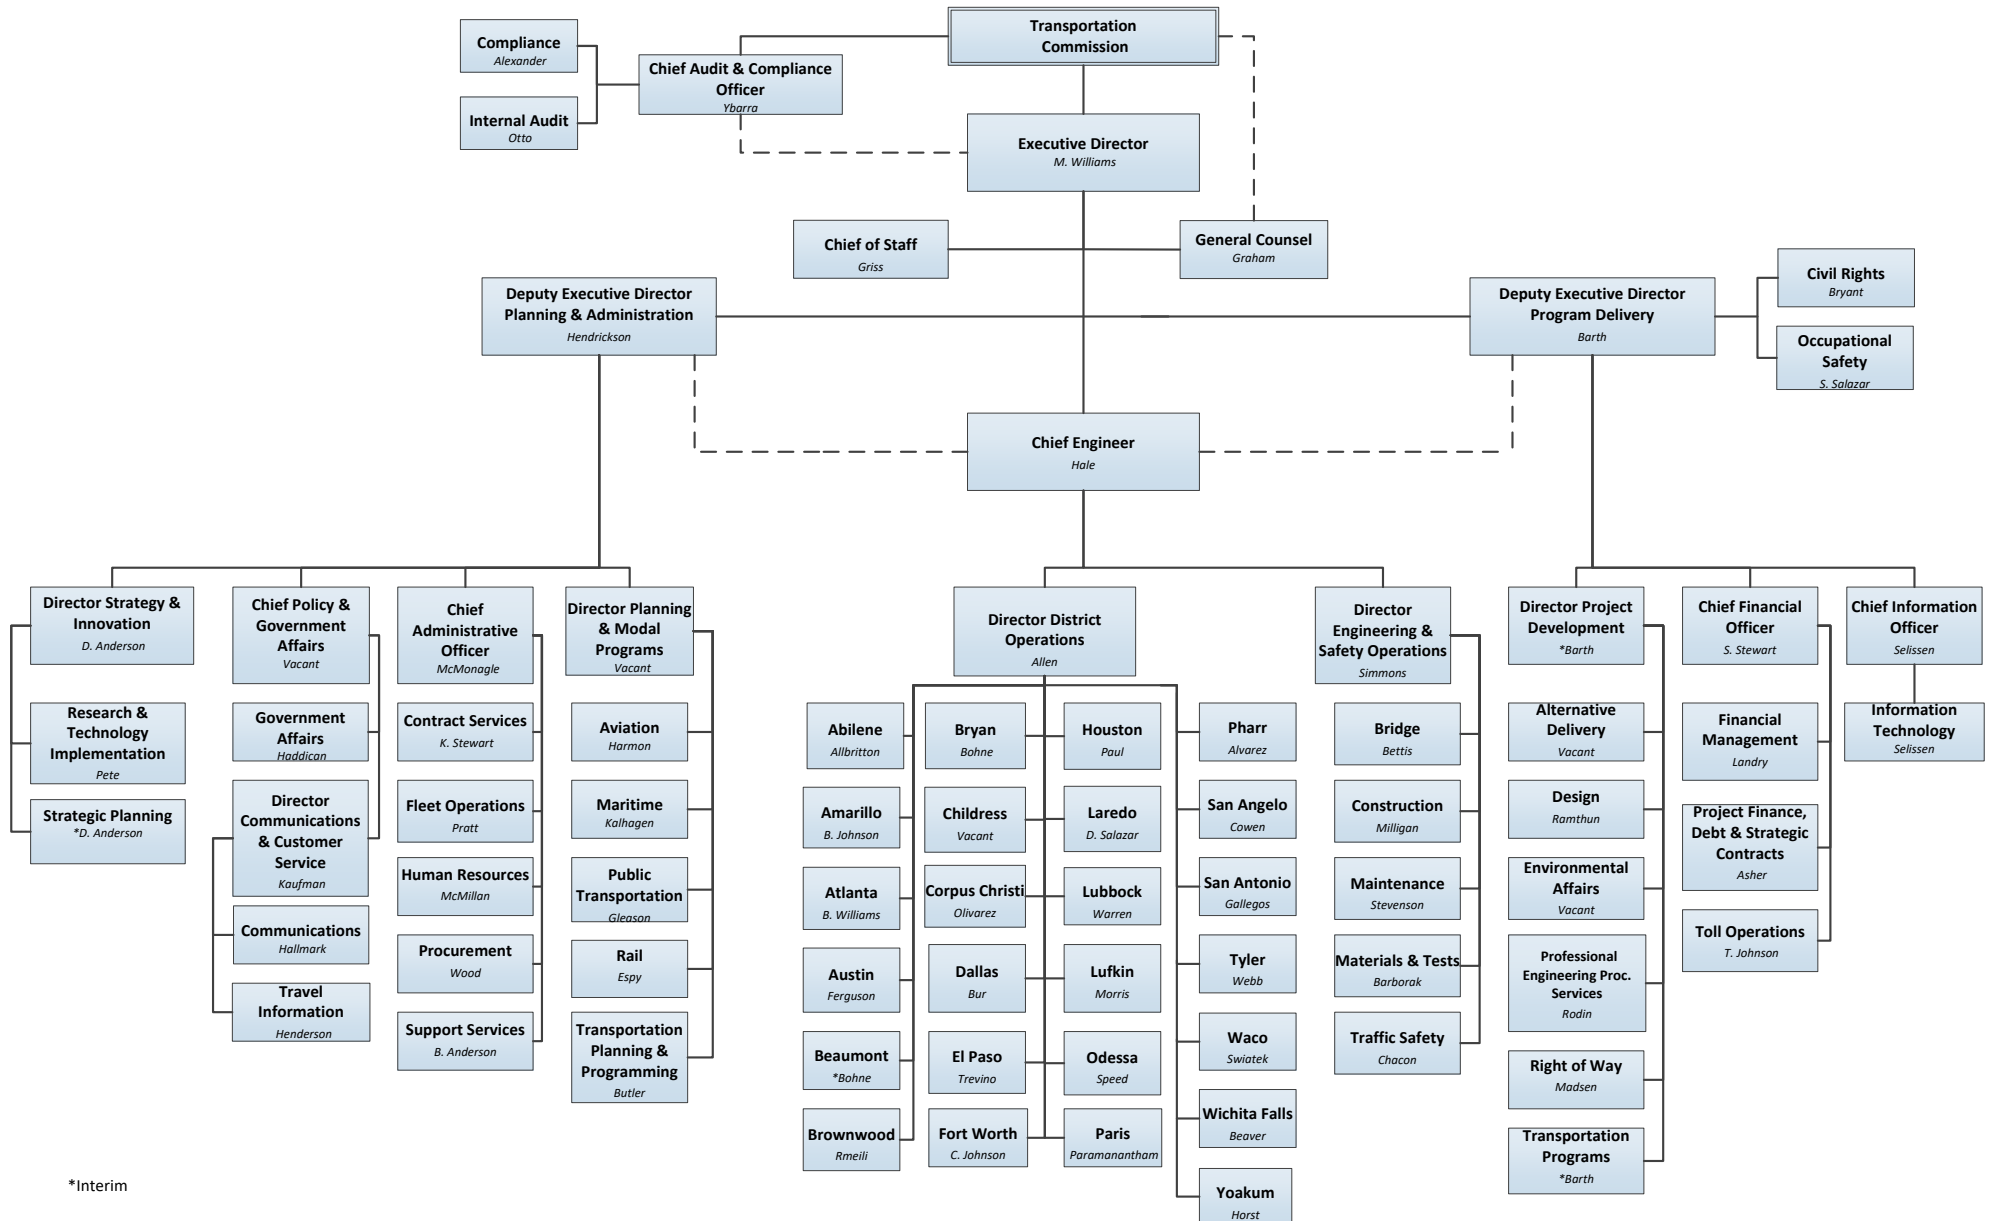 Transportation
Commission
Compliance
Alexander
Chief Audit & Compliance
Officer
Ybarra
Internal Audit
Otto
Executive Director
M. Williams
Chief of Staff
Griss
General Counsel
Graham
Deputy Executive Director
Planning & Administration
Hendrickson
Deputy Executive Director
Program Delivery
Barth
Civil Rights
Bryant
Occupational
Safety
S. Salazar
Chief Engineer
Hale
Director Strategy &
Innovation
D. Anderson
Research &
Technology
Implementation
Pete
Strategic Planning
*D. Anderson
Chief Policy &
Government
Affairs
Vacant
Government
Affairs
Haddican
Director
Communications
& Customer
Service
Kaufman
Communications
Hallmark
Travel
Information
Henderson
Chief
Administrative
Officer
McMonagle
Contract Services
K. Stewart
Fleet Operations
Pratt
Human Resources
McMillan
Procurement
Wood
Support Services
B. Anderson
Director Planning
& Modal
Programs
Vacant
Aviation
Harmon
Maritime
Kalhagen
Public
Transportation
Gleason
Rail
Espy
Transportation
Planning &
Programming
Butler
Director District
Operations
Allen
Abilene
Allbritton
Amarillo
B. Johnson
Atlanta
B. Williams
Austin
Ferguson
Beaumont
*Bohne
Brownwood
Rmeili
Bryan
Bohne
Childress
Vacant
Corpus Christi
Olivarez
Dallas
Bur
El Paso
Trevino
Fort Worth
C. Johnson
Houston
Paul
Laredo
D. Salazar
Lubbock
Warren
Lufkin
Morris
Odessa
Speed
Paris
Paramanantham
Pharr
Alvarez
San Angelo
Cowen
San Antonio
Gallegos
Tyler
Webb
Waco
Swiatek
Wichita Falls
Beaver
Yoakum
Horst
Director
Engineering &
Safety Operations
Simmons
Bridge
Bettis
Construction
Milligan
Maintenance
Stevenson
Materials & Tests
Barborak
Traffic Safety
Chacon
Director Project
Development
*Barth
Alternative
Delivery
Vacant
Design
Ramthun
Environmental
Affairs
Vacant
Professional
Engineering Proc.
Services
Rodin
Right of Way
Madsen
Transportation
Programs
*Barth
Chief Financial
Officer
S. Stewart
Financial
Management
Landry
Project Finance,
Debt & Strategic
Contracts
Asher
Toll Operations
T. Johnson
Chief Information
Officer
Selissen
Information
Technology
Selissen
*Interim